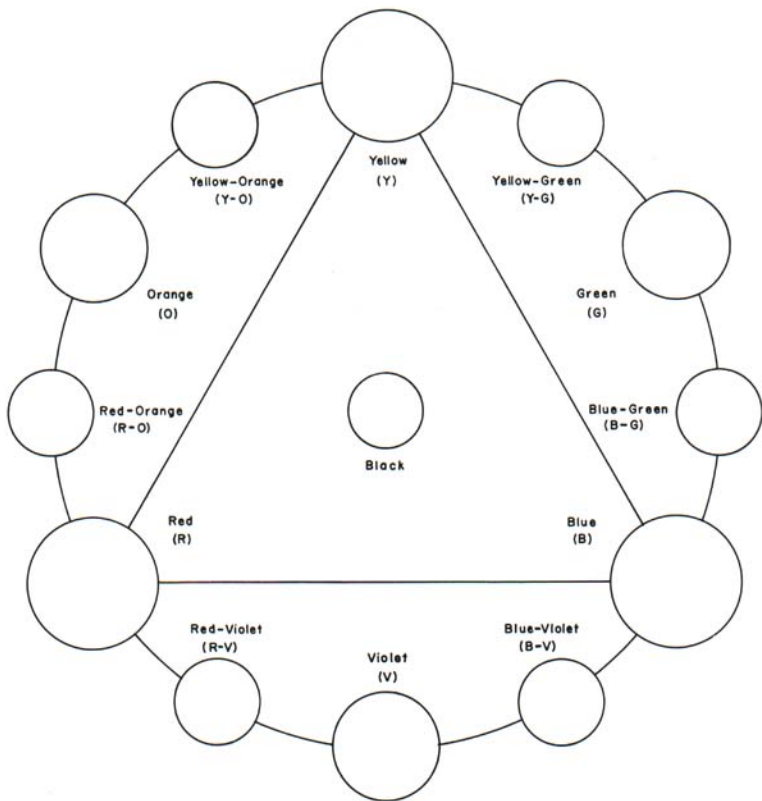 Yellow
(Y)
Yellow-Orange
(Y-O)
Yellow-Green
(Y-G)
Orange
(O)
Green
(G)
Red-Orange
(R-O)
Blue-Green
(B-G)
Black
Red
(R)
Blue
(B)
Red-Violet
(R-V)
Blue-Violet
(B-V)
Violet
(V)